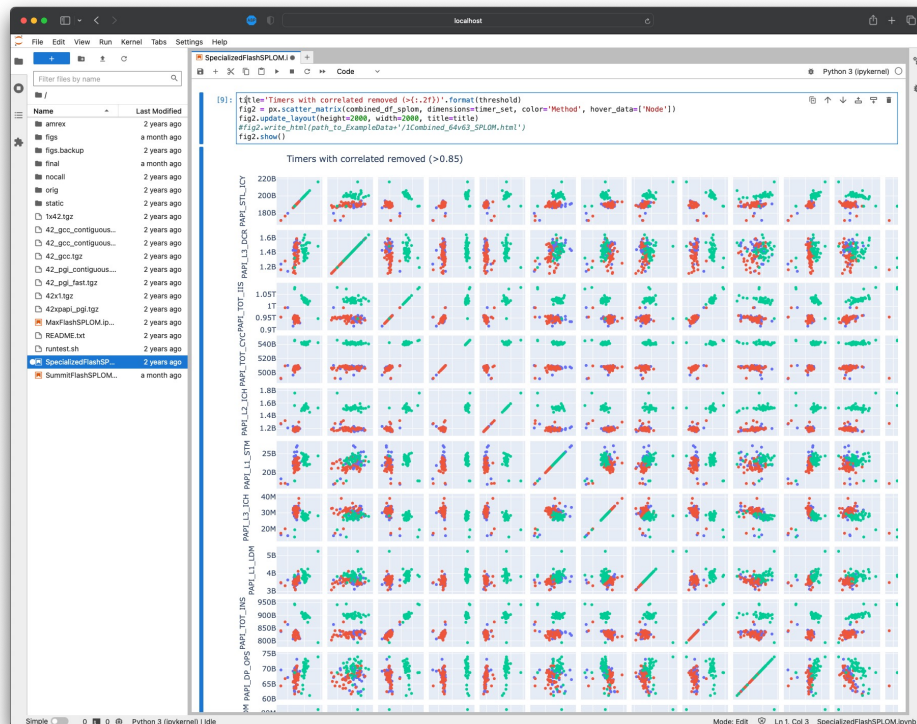 localhost
File Edit View Run Kernel Tabs Settings Help
SpecializedFlashSPLOM.i
Filter files by name
Code
Python 3 (ipykernel)
/
Name
Last Modified
amrex 2 years ago
figs a month ago
figs.backup 2 years ago
final a month ago
nocall 2 years ago
orig 2 years ago
static 2 years ago
1x42.tgz 2 years ago
42_gcc_contiguous... 2 years ago
42_gcc_contiguous... 2 years ago
42_gcc.tgz 2 years ago
42_pgi_contiguous.... 2 years ago
42_pgi_fast.tgz 2 years ago
42x1.tgz 2 years ago
42xpapi_pgi.tgz 2 years ago
MaxFlashSPLOM.ip... 2 years ago
README.txt 2 years ago
runtest.sh 2 years ago
SpecializedFlashSP... 2 years ago
SummitFlashSPLOM... a month ago
[9]: title='Timers with correlated removed (>{:.2f})'.format(threshold)
fig2 = px.scatter_matrix(combined_df_splom, dimensions=timer_set, color='Method', hover_data=['Node'])
fig2.update_layout(height=2000, width=2000, title=title)
#fig2.write_html(path_to_ExampleData+'/1Combined_64v63_SPLOM.html')
fig2.show()
Timers with correlated removed (>0.85)
PAPI_STL_ICY
220B
200B
180B
PAPI_L3_DCR
1.6B
1.4B
1.2B
PAPI_TOT_IIS
1.05T
1T
0.95T
0.9T
PAPI_TOT_CYC
540B
520B
500B
PAPI_L2_ICH
1.8B
1.6B
1.4B
1.2B
PAPI_L1_STM
25B
20B
PAPI_L3_ICH
40M
30M
20M
PAPI_L1_LDM
5B
4B
3B
PAPI_TOT_INS
950B
900B
850B
800B
PAPI_DP_OPS
75B
70B
65B
60B
Simple 0 0 Python 3 (ipykernel) | Idle
Mode: Edit Ln 1, Col 3 SpecializedFlashSPLOM.ipynb